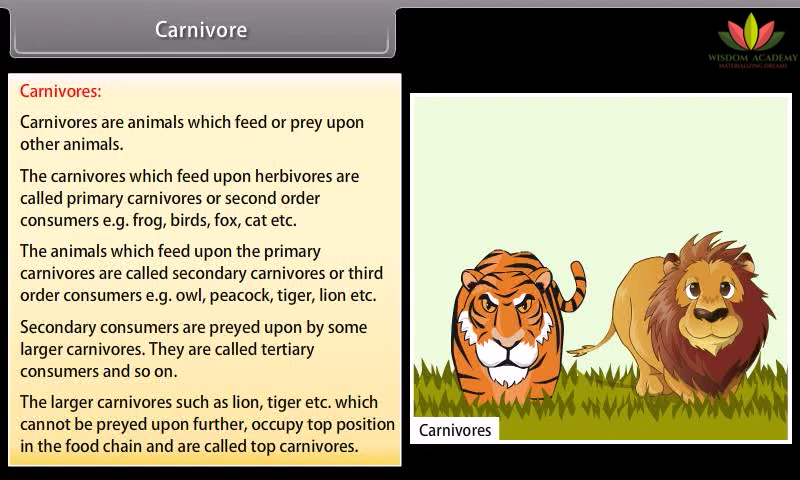 Carnivore
WISDOM ACADEMY
MATERIALIZING DREAMS
Carnivores:
Carnivores are animals which feed or prey upon
other animals.
The carnivores which feed upon herbivores are
called primary carnivores or second order
consumers e.g. frog, birds, fox, cat etc.
The animals which feed upon the primary
carnivores are called secondary carnivores or third
order consumers e.g. owl, peacock, tiger, lion etc.
Secondary consumers are preyed upon by some
larger carnivores. They are called tertiary
consumers and so on.
The larger carnivores such as lion, tiger etc. which
cannot be preyed upon further, occupy top position
in the food chain and are called top carnivores.
Carnivores